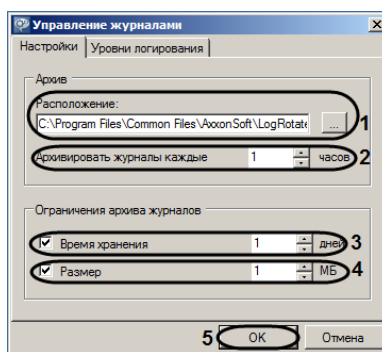 Управление журналами
Настройки Уровни логирования
Архив
Расположение:
C:\Program Files\Common Files\AxxonSoft\LogRotate ... 1
Архивировать журналы каждые 1 часов 2
Ограничения архива журналов
Время хранения 1 дней 3
Размер 1 МБ 4
5 OK Отмена